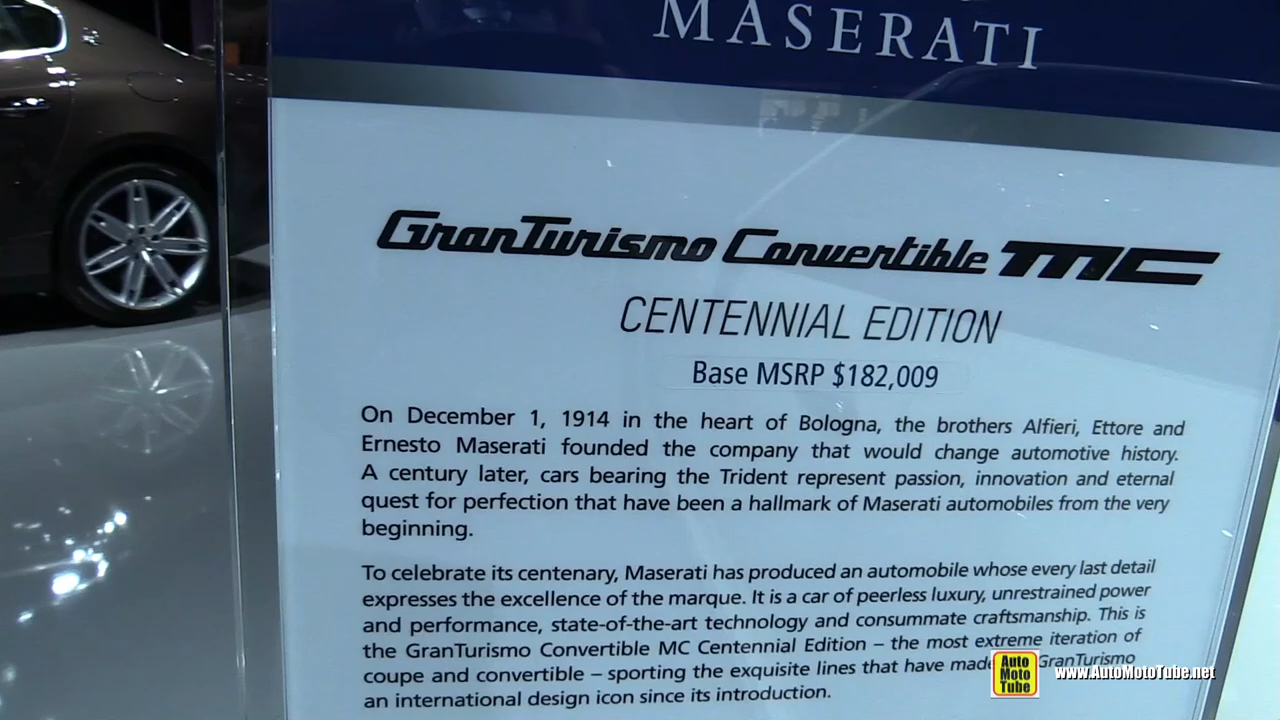 MASERATI
GranTurismo Convertible MC
CENTENNIAL EDITION
Base MSRP $182,009
On December 1, 1914 in the heart of Bologna, the brothers Alfieri, Ettore and
Ernesto Maserati founded the company that would change automotive history.
A century later, cars bearing the Trident represent passion, innovation and eternal
quest for perfection that have been a hallmark of Maserati automobiles from the very
beginning.
To celebrate its centenary, Maserati has produced an automobile whose every last detail
expresses the excellence of the marque. It is a car of peerless luxury, unrestrained power
and performance, state-of-the-art technology and consummate craftsmanship. This is
the GranTurismo Convertible MC Centennial Edition – the most extreme iteration of
coupe and convertible – sporting the exquisite lines that have made GranTurismo
an international design icon since its introduction.
Auto
Moto
Tube
www.AutoMotoTube.net